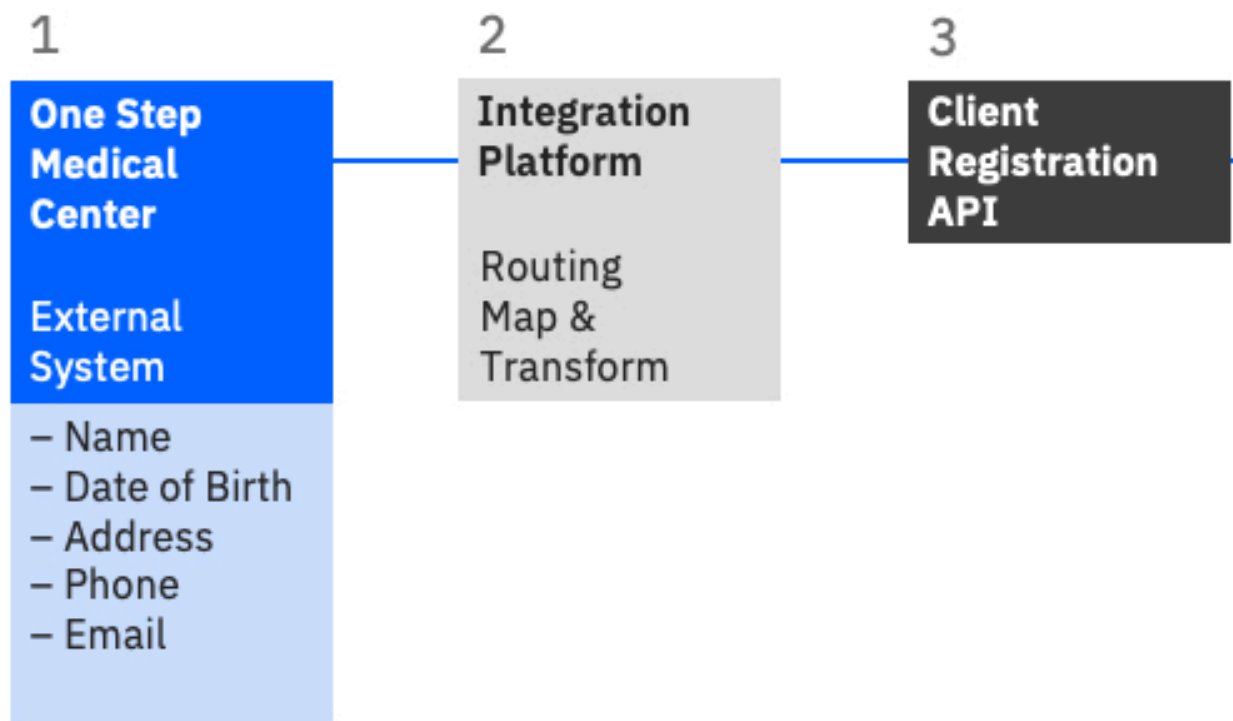 1
One Step
Medical
Center
External
System
– Name
– Date of Birth
– Address
– Phone
– Email
2
Integration
Platform
Routing
Map &
Transform
3
Client
Registration
API